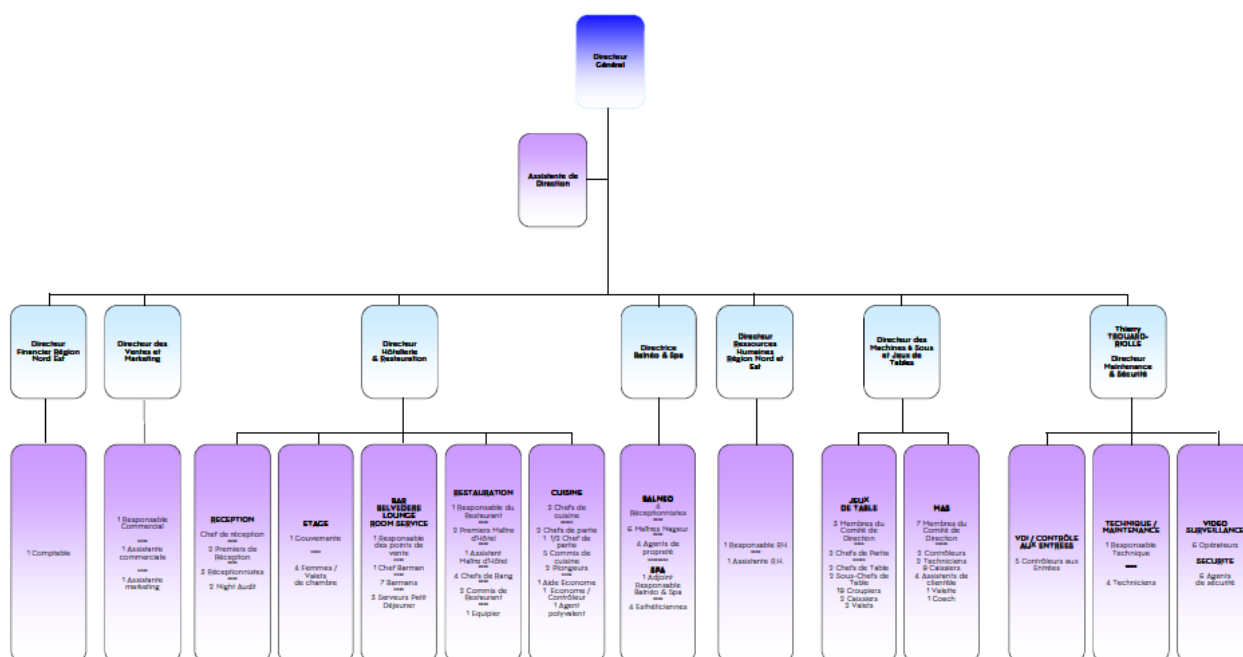 Directeur
Général
Assistente de
Direction
Directeur
Financier Région
Nord Est
Directeur des
Ventes et
Marketing
Directeur
Hôtellerie
& Restauration
Directrice
Balnéo & Spa
Directeur
Ressources
Humaines
Région Nord et
Est
Directeur des
Machines à Sous
et Jeux de
Tables
Thierry
TROUARD-
RIOLLE
Directeur
Maintenance
& Sécurité
1 Comptable
1 Responsable
Commercial
****
1 Assistante
commerciale
****
1 Assistante
marketing
RECEPTION
Chef de réception
****
2 Premiers de
Réception
****
3 Réceptionnistes
****
2 Night Audit
ETAGE
1 Gouvernante
****
4 Femmes /
Valets
de chambre
BAR
BELVEDERE
LOUNGE
ROOM SERVICE
1 Responsable
des points de
vente
****
1 Chef Barman
****
7 Barmans
****
3 Serveurs Petit
Déjeuner
RESTAURATION
1 Responsable du
Restaurant
****
2 Premiers Maître
d'Hôtel
****
1 Assistant
Maître d'Hôtel
****
4 Chefs de Rang
****
2 Commis de
Restaurant
****
1 Equipier
CUISINE
Chefs de
cuisine
****
2 Chefs de partie
1 1/2 Chef de
partie
5 Commis de
cuisine
2 Plongeurs
****
1 Aide Econome
1 Econome /
Contrôleur
1 Agent
polyvalent
BALNEO
4
Réceptionistes
****
6 Maîtres Nageur
****
4 Agents de
propreté
********
SPA
1 Adjoint
Responsable
Balnéo & Spa
****
4 Esthéticiennes
1 Responsable RH
****
1 Assistante R.H.
JEUX
DE TABLE
3 Membres du
Comité de
Direction
****
2 Chefs de Partie
****
2 Chefs de Table
2 Sous-Chefs de
Table
19 Croupiers
2 Caissiers
2 Valets
MAS
7 Membres du
Comité de
Direction
*****
2 Contrôleurs
2 Techniciens
9 Caissiers
4 Assistants de
clientèle
1 Valette
1 Coach
VDI / CONTRÔLE
AUX ENTRESS
5 Contrôleurs aux
Entrées
TECHNIQUE /
MAINTENANCE
1 Responsable
Technique
****
4 Techniciens
VIDEO
SURVEILLANCE
6 Opérateurs
SECURITE
6 Agents
de sécurité